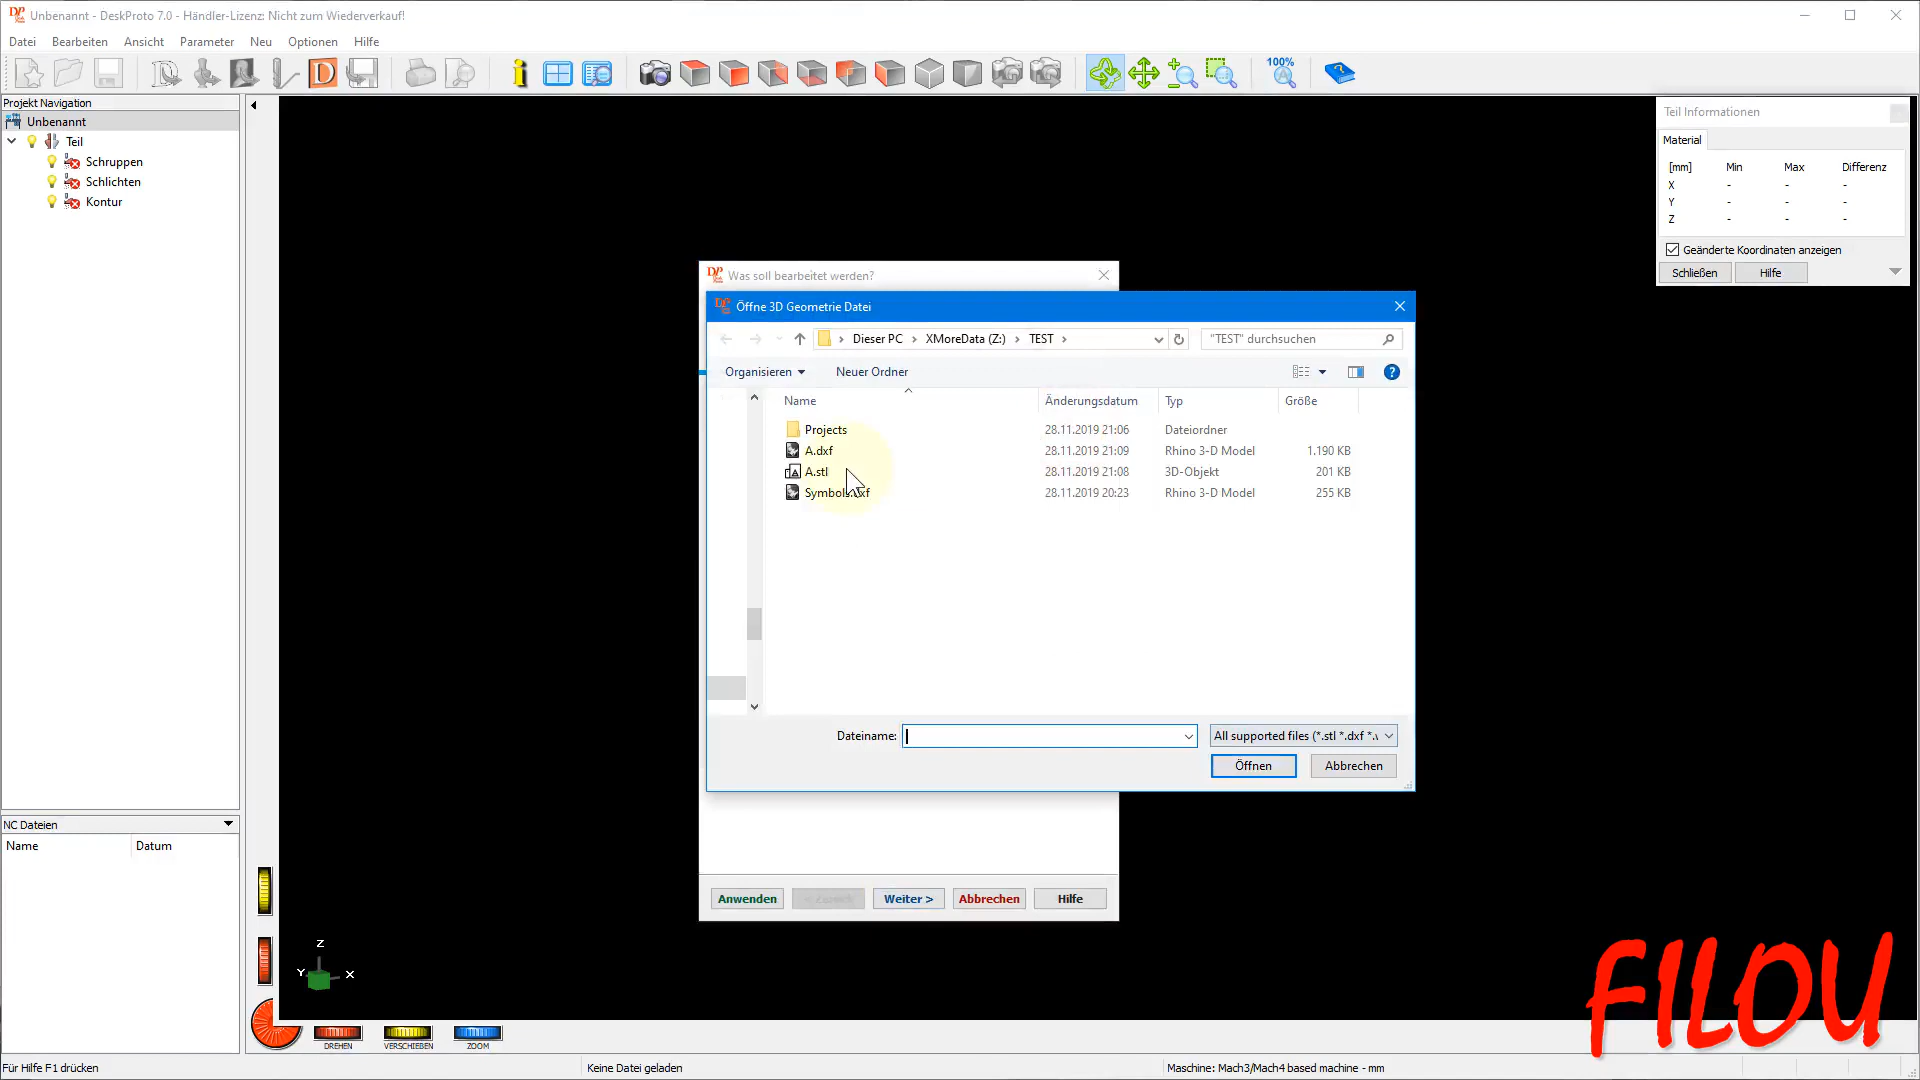 Unbenannt - DeskProto 7.0 - Händler-Lizenz: Nicht zum Wiederverkauf!
Datei Bearbeiten Ansicht Parameter Neu Optionen Hilfe
100%
Projekt Navigation
Unbenannt
Teil
Schruppen
Schlichten
Kontur
Teil Informationen
Material
[mm] Min Max Differenz
X - - -
Y - - -
Z - - -
Geänderte Koordinaten anzeigen
Schließen Hilfe
Was soll bearbeitet werden?
Öffne 3D Geometrie Datei
Dieser PC › XMoreData (Z:) › TEST ›
"TEST" durchsuchen
Organisieren Neuer Ordner
Name Änderungsdatum Typ Größe
Projects 28.11.2019 21:06 Dateiordner
A.dxf 28.11.2019 21:09 Rhino 3-D Model 1.190 KB
A.stl 28.11.2019 21:08 3D-Objekt 201 KB
28.11.2019 20:23 Rhino 3-D Model 255 KB
Dateiname:
All supported files (*.stl *.dxf *.v
Öffnen Abbrechen
Anwenden Weiter > Abbrechen Hilfe
NC Dateien
Name Datum
Z
Y X
DREHEN VERSCHIEBEN ZOOM
FILOU
Für Hilfe F1 drücken Keine Datei geladen Maschine: Mach3/Mach4 based machine - mm